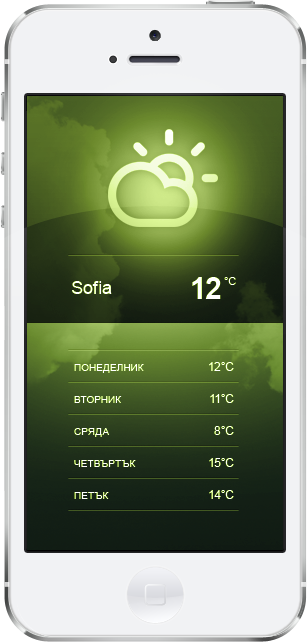 Sofia 12 °C
ПОНЕДЕЛНИК 12°C
ВТОРНИК 11°C
СРЯДА 8°C
ЧЕТВЪРТЪК 15°C
ПЕТЪК 14°C